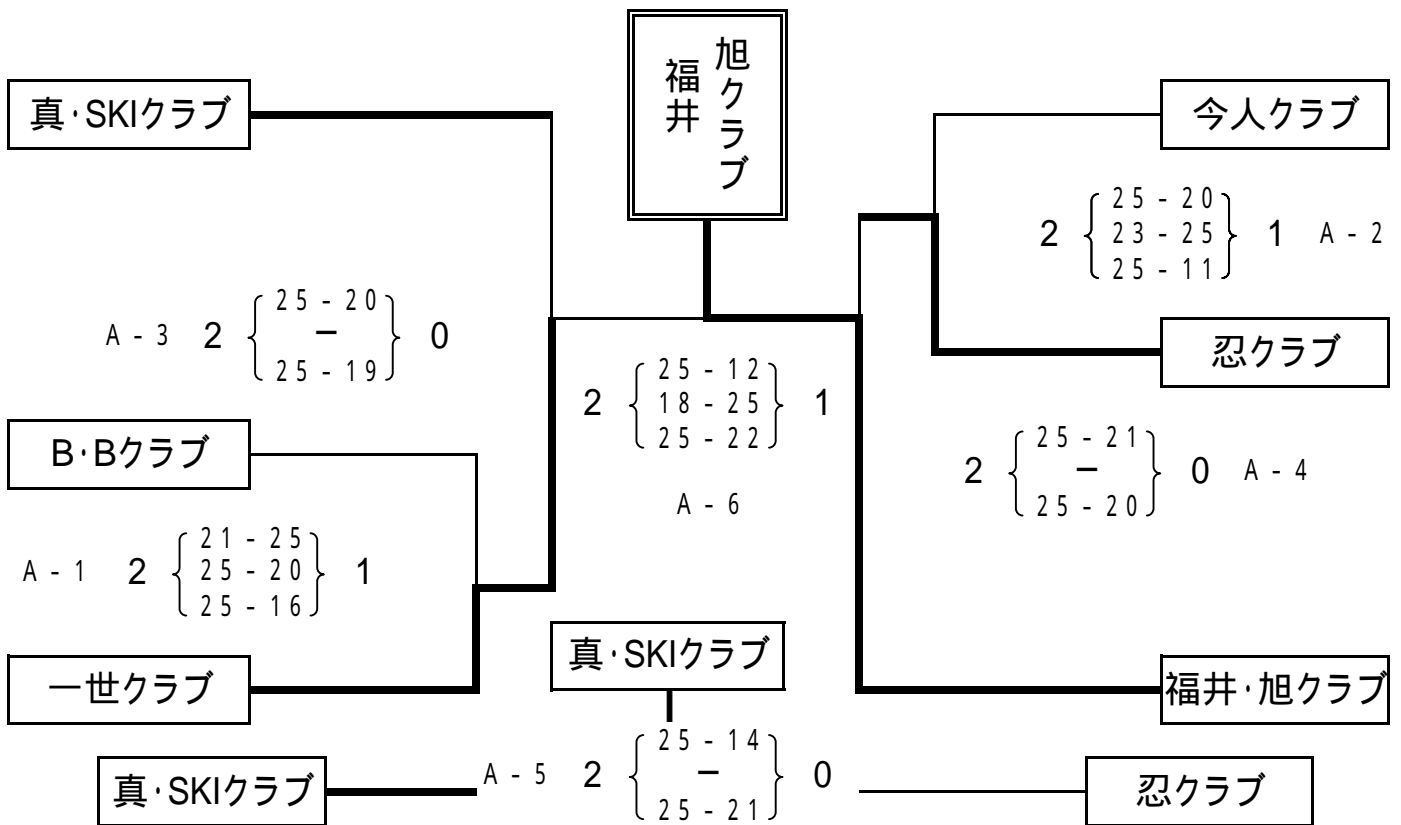 旭クラブ
福井
真・SKIクラブ
今人クラブ
25 - 20
2 23 - 25 1 A - 2
25 - 11
25 - 20
A - 3 2 - 0
25 - 19
忍クラブ
25 - 12
2 18 - 25 1
25 - 22
A - 6
B・Bクラブ
25 - 21
2 - 0 A - 4
25 - 20
21 - 25
A - 1 2 25 - 20 1
25 - 16
真・SKIクラブ
一世クラブ
福井・旭クラブ
25 - 14
A - 5 2 - 0
25 - 21
真・SKIクラブ
忍クラブ